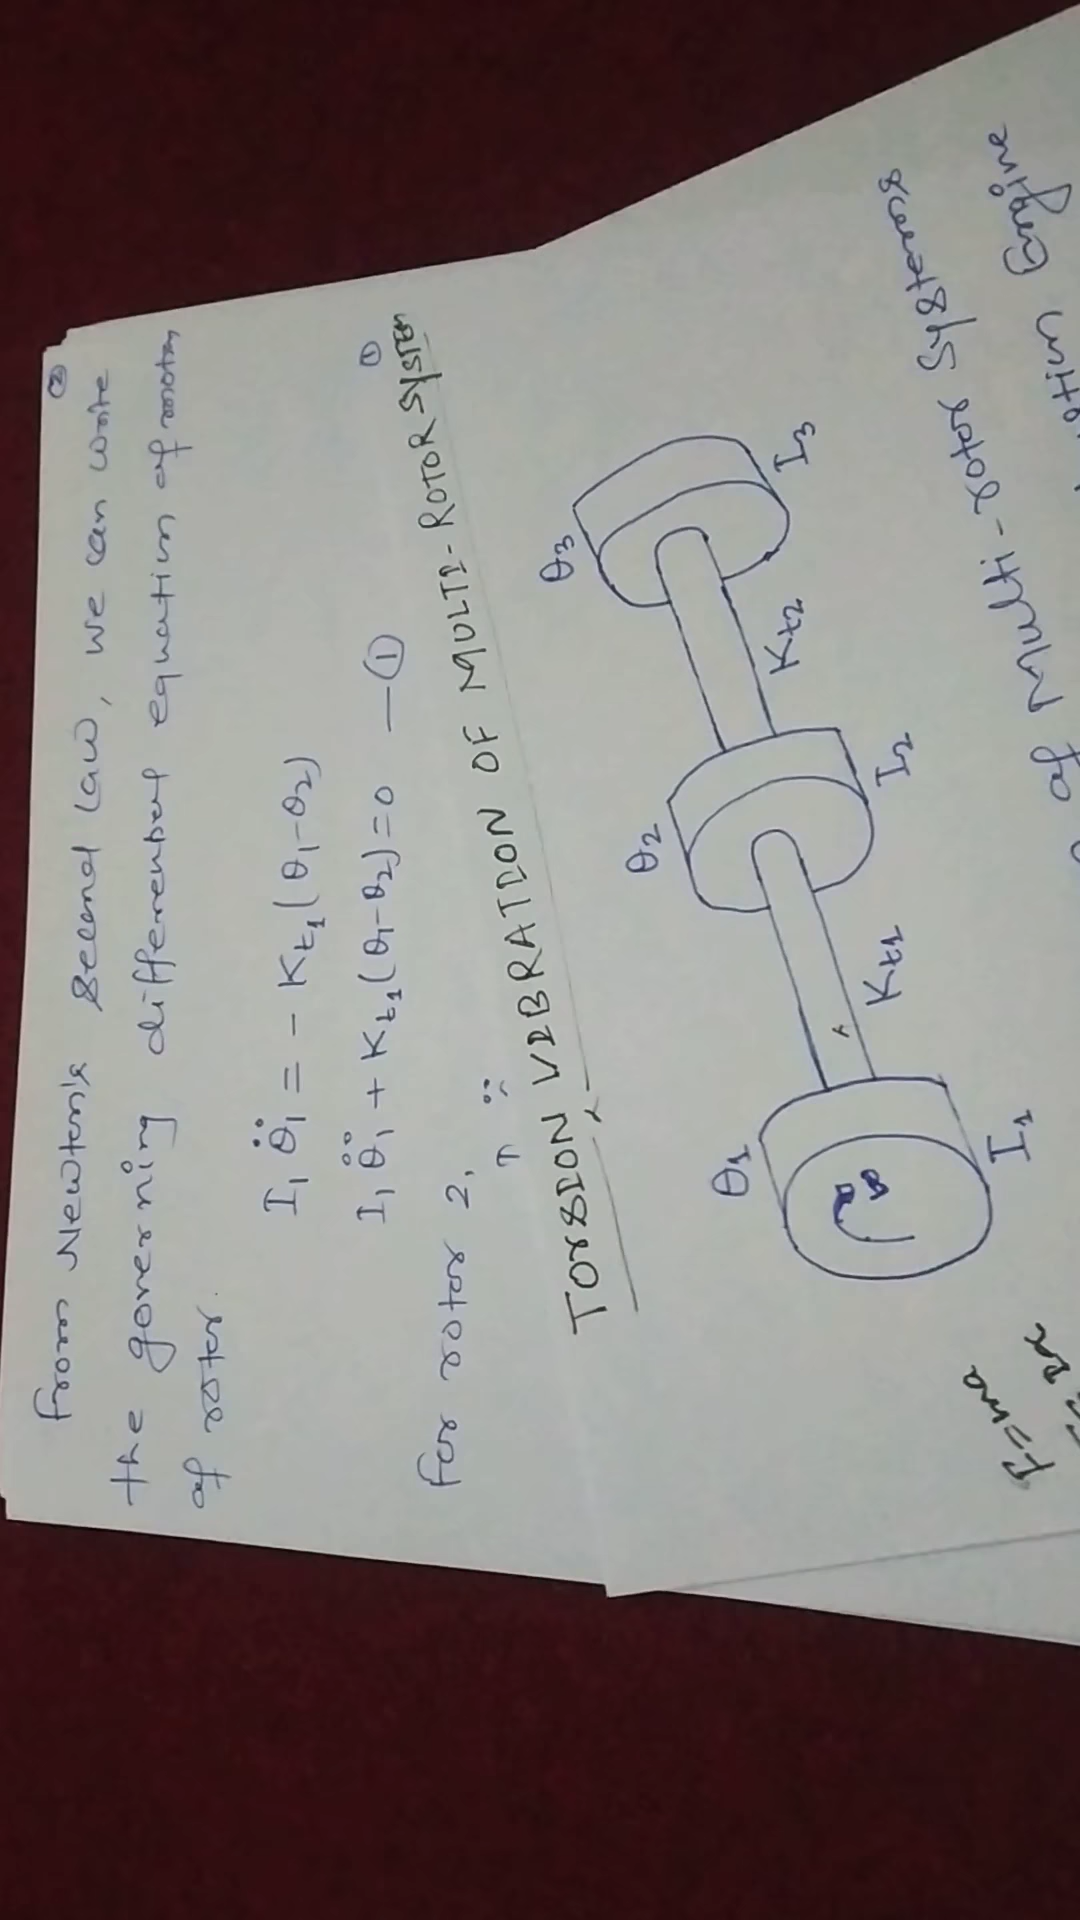 ②
from Newton's second law, we can write
the governing differential equation of motion
of rotor.
I₁ θ̈₁ = - Kt₁ (θ₁-θ₂)
I₁ θ̈₁ + Kt₁ (θ₁-θ₂)=0 —①
for rotor 2,
①
TORSION VIBRATION OF MULTI-ROTOR SYSTEM
θ₁ θ₂ θ₃
Kt₁ Kt₂
I₁ I₂ I₃
of Multi-rotor Systems
Engine
F=ma